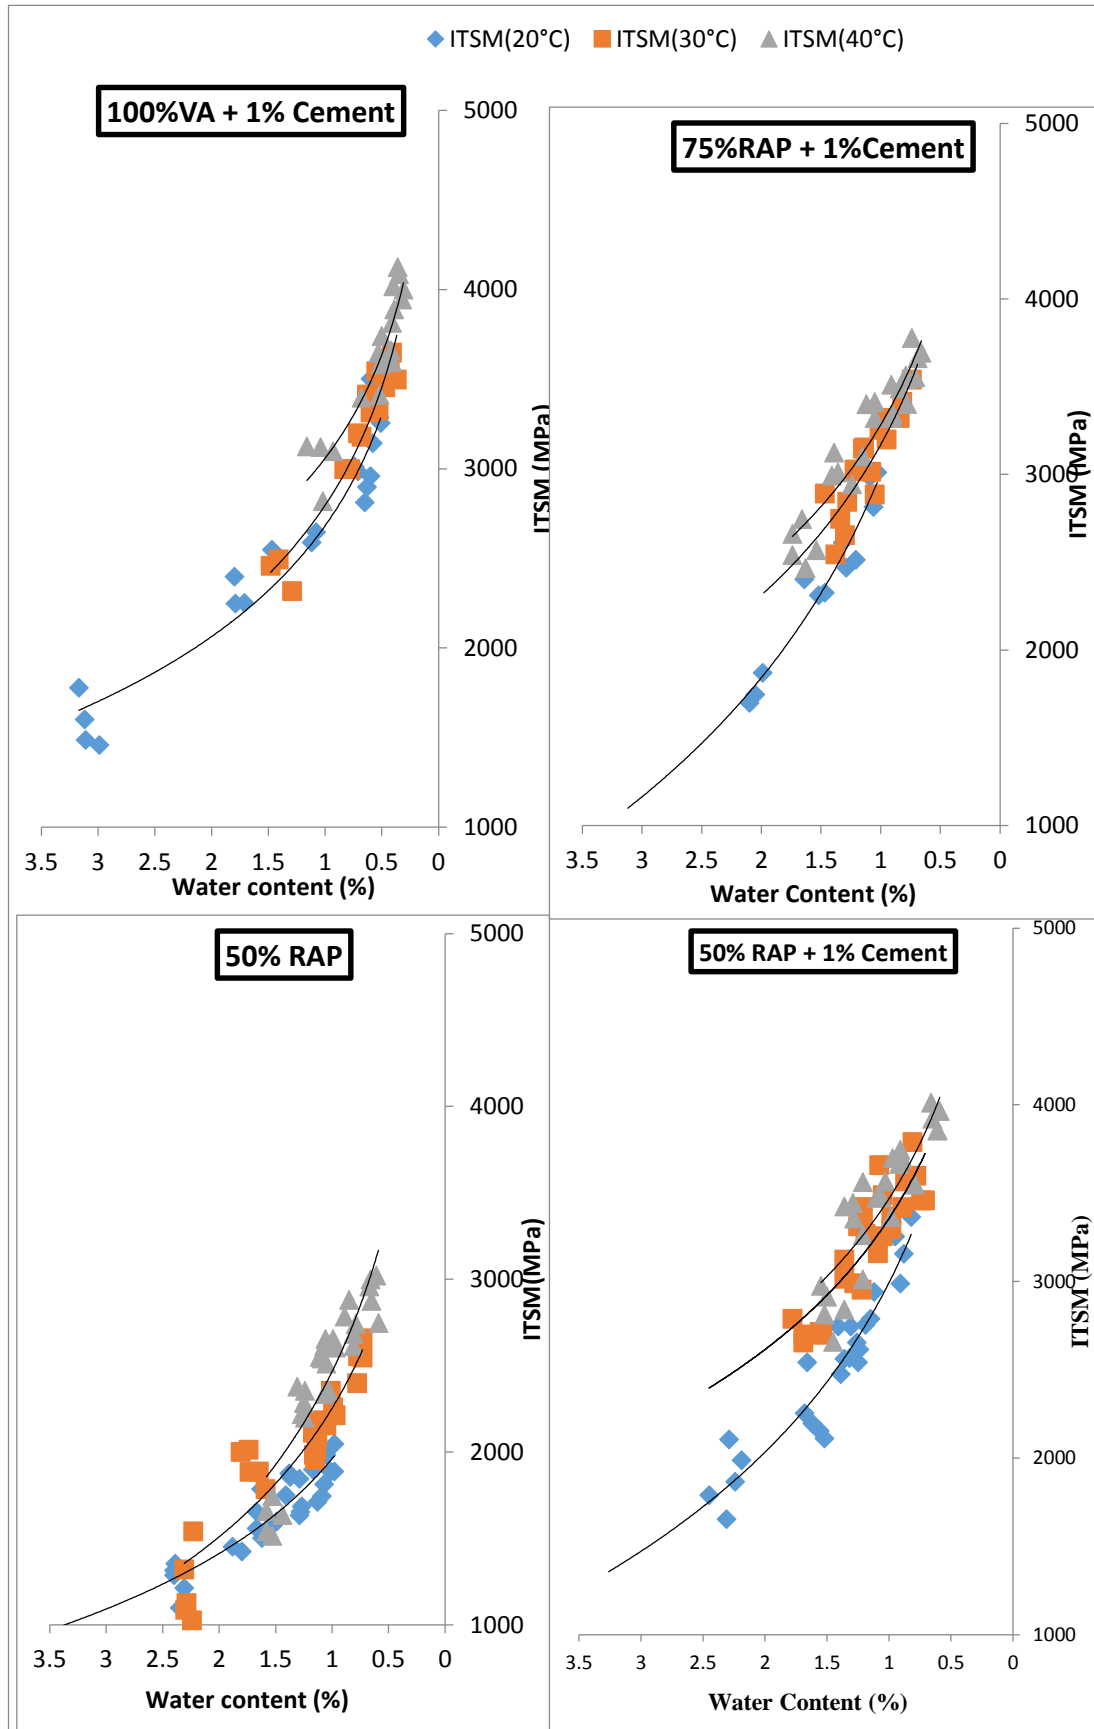 ITSM(20°C) ITSM(30°C) ITSM(40°C)
100%VA + 1% Cement
5000
4000
3000
2000
1000
ITSM (MPa)
3.5 3 2.5 2 1.5 1 0.5 0
Water content (%)
75%RAP + 1%Cement
5000
4000
3000
2000
1000
ITSM (MPa)
3.5 3 2.5 2 1.5 1 0.5 0
Water Content (%)
50% RAP
5000
4000
3000
2000
1000
ITSM(MPa)
3.5 3 2.5 2 1.5 1 0.5 0
Water content (%)
50% RAP + 1% Cement
5000
4000
3000
2000
1000
ITSM (MPa)
3.5 3 2.5 2 1.5 1 0.5 0
Water Content (%)